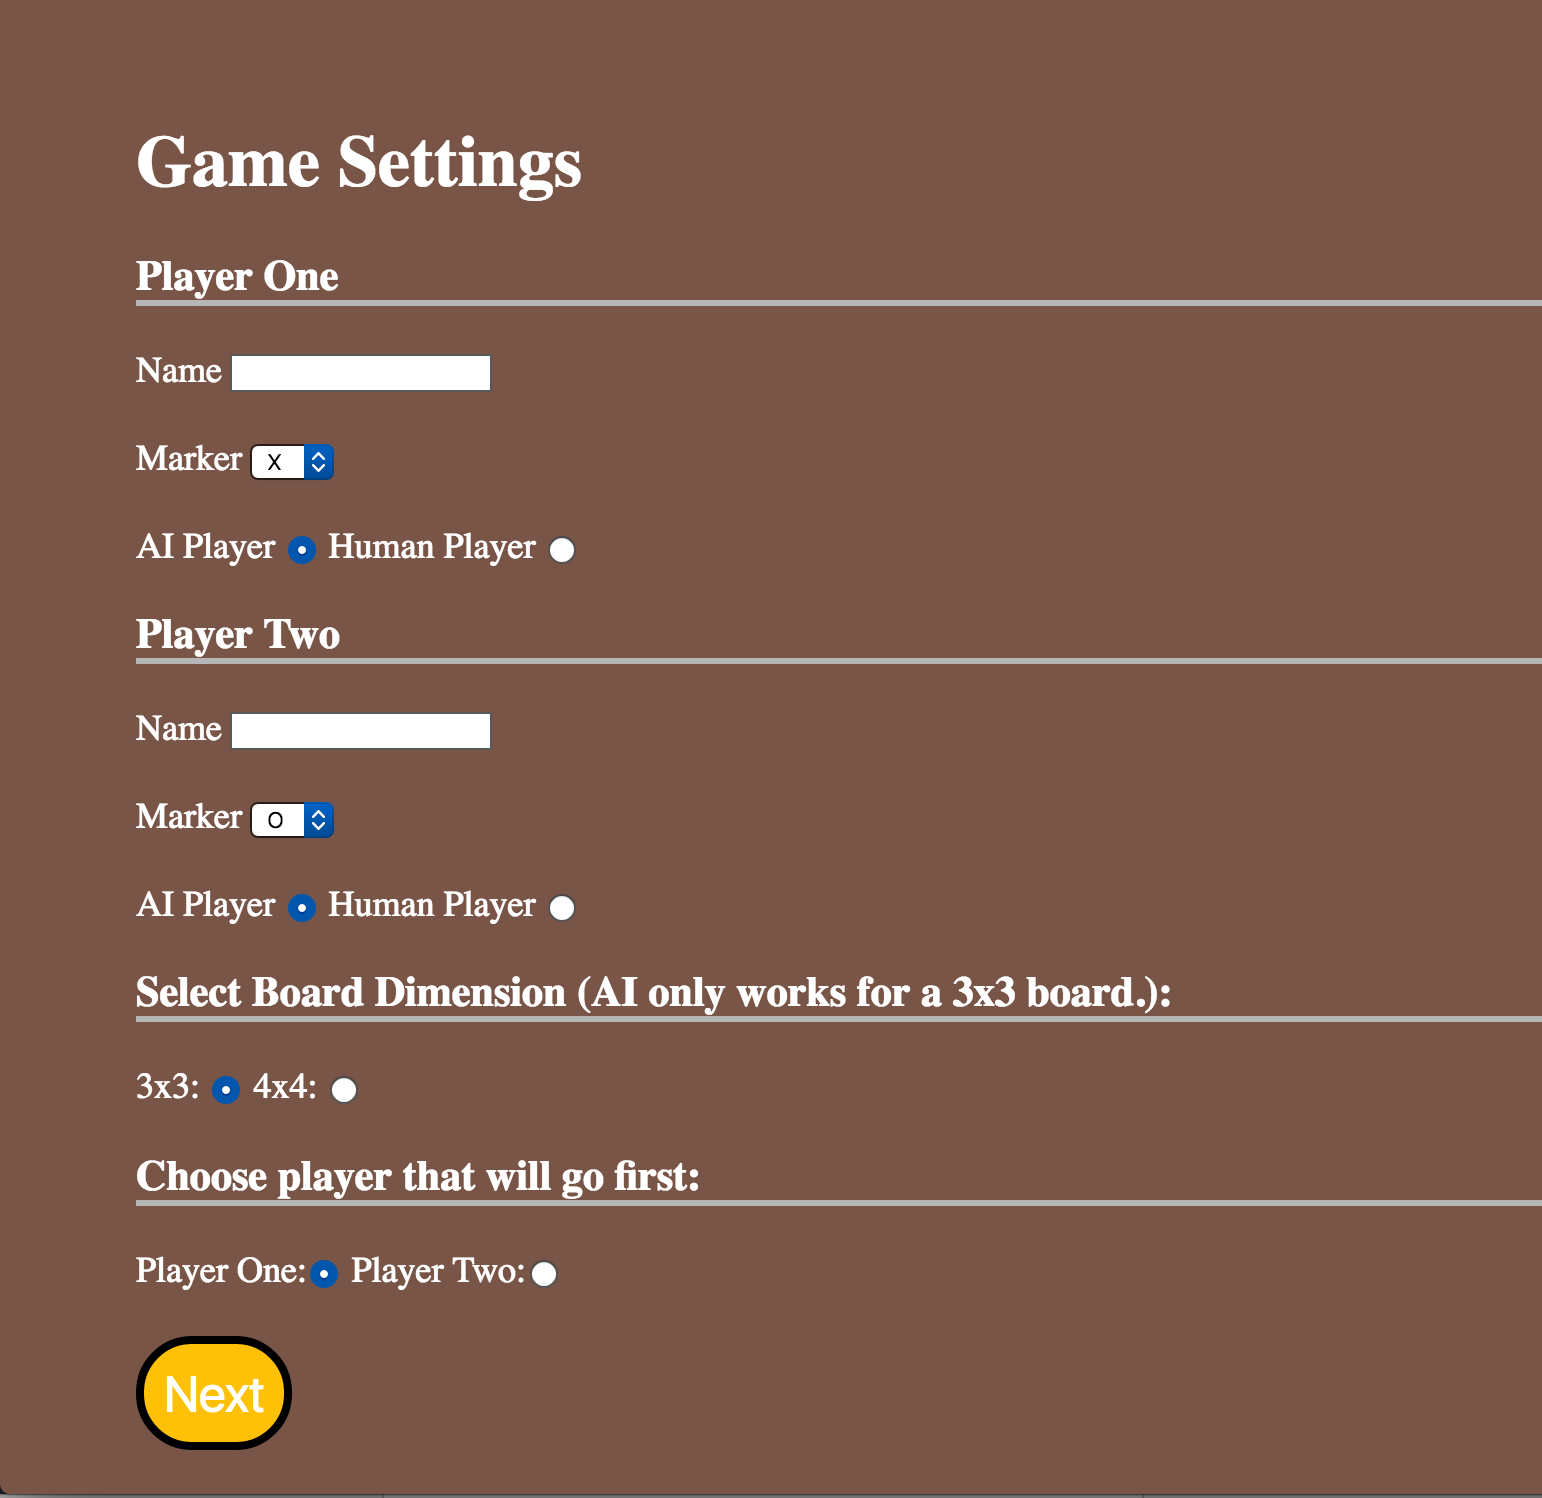 Game Settings
Player One
Name
Marker X
AI Player Human Player
Player Two
Name
Marker O
AI Player Human Player
Select Board Dimension (AI only works for a 3x3 board.):
3x3: 4x4:
Choose player that will go first:
Player One: Player Two:
Next